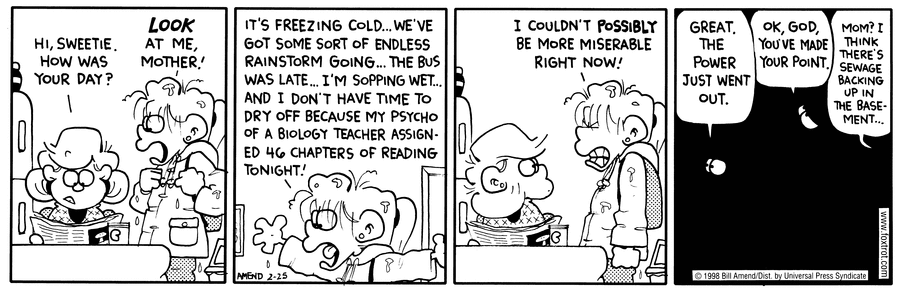 HI, SWEETIE.
HOW WAS
YOUR DAY?
LOOK
AT ME,
MOTHER!
IT'S FREEZING COLD...WE'VE
GOT SOME SORT OF ENDLESS
RAINSTORM GOING... THE BUS
WAS LATE... I'M SOPPING WET...
AND I DON'T HAVE TIME TO
DRY OFF BECAUSE MY PSYCHO
OF A BIOLOGY TEACHER ASSIGN-
ED 46 CHAPTERS OF READING
TONIGHT!
AMEND 2-25
I COULDN'T POSSIBLY
BE MORE MISERABLE
RIGHT NOW!
GREAT.
THE
POWER
JUST WENT
OUT.
OK, GOD,
YOU'VE MADE
YOUR POINT.
MOM? I
THINK
THERE'S
SEWAGE
BACKING
UP IN
THE BASE-
MENT...
www.foxtrot.com
© 1998 Bill Amend/Dist. by Universal Press Syndicate